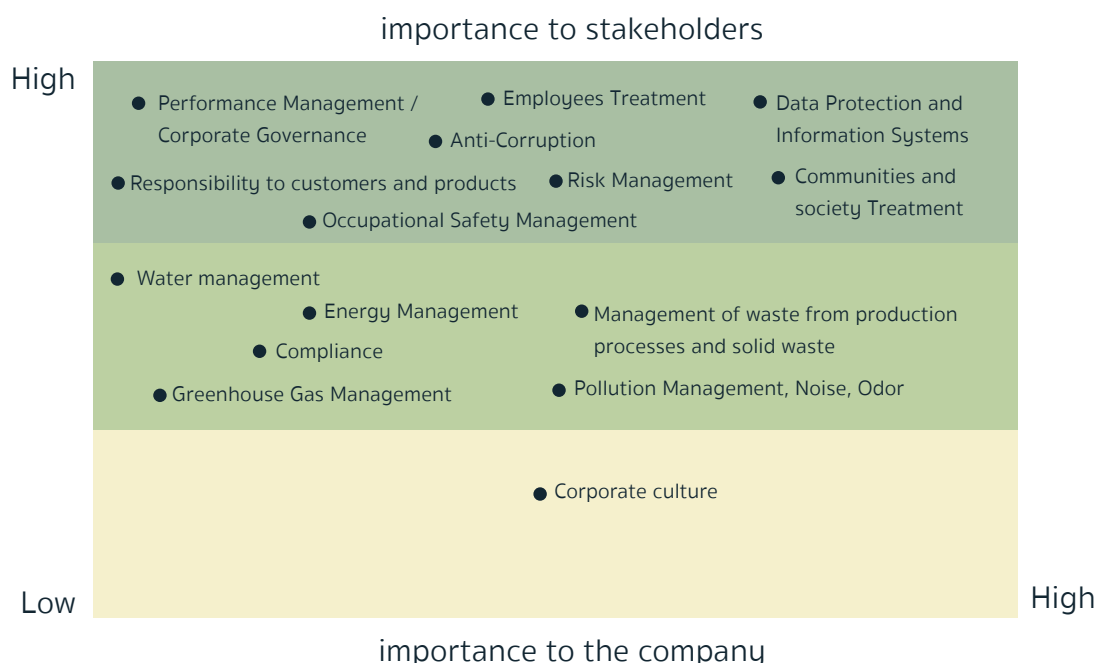 importance to stakeholders
High
Performance Management /
Corporate Governance
Employees Treatment
Data Protection and
Information Systems
Anti-Corruption
Responsibility to customers and products
Risk Management
Communities and
society Treatment
Occupational Safety Management
Water management
Energy Management
Management of waste from production
processes and solid waste
Compliance
Greenhouse Gas Management
Pollution Management, Noise, Odor
Corporate culture
Low
High
importance to the company